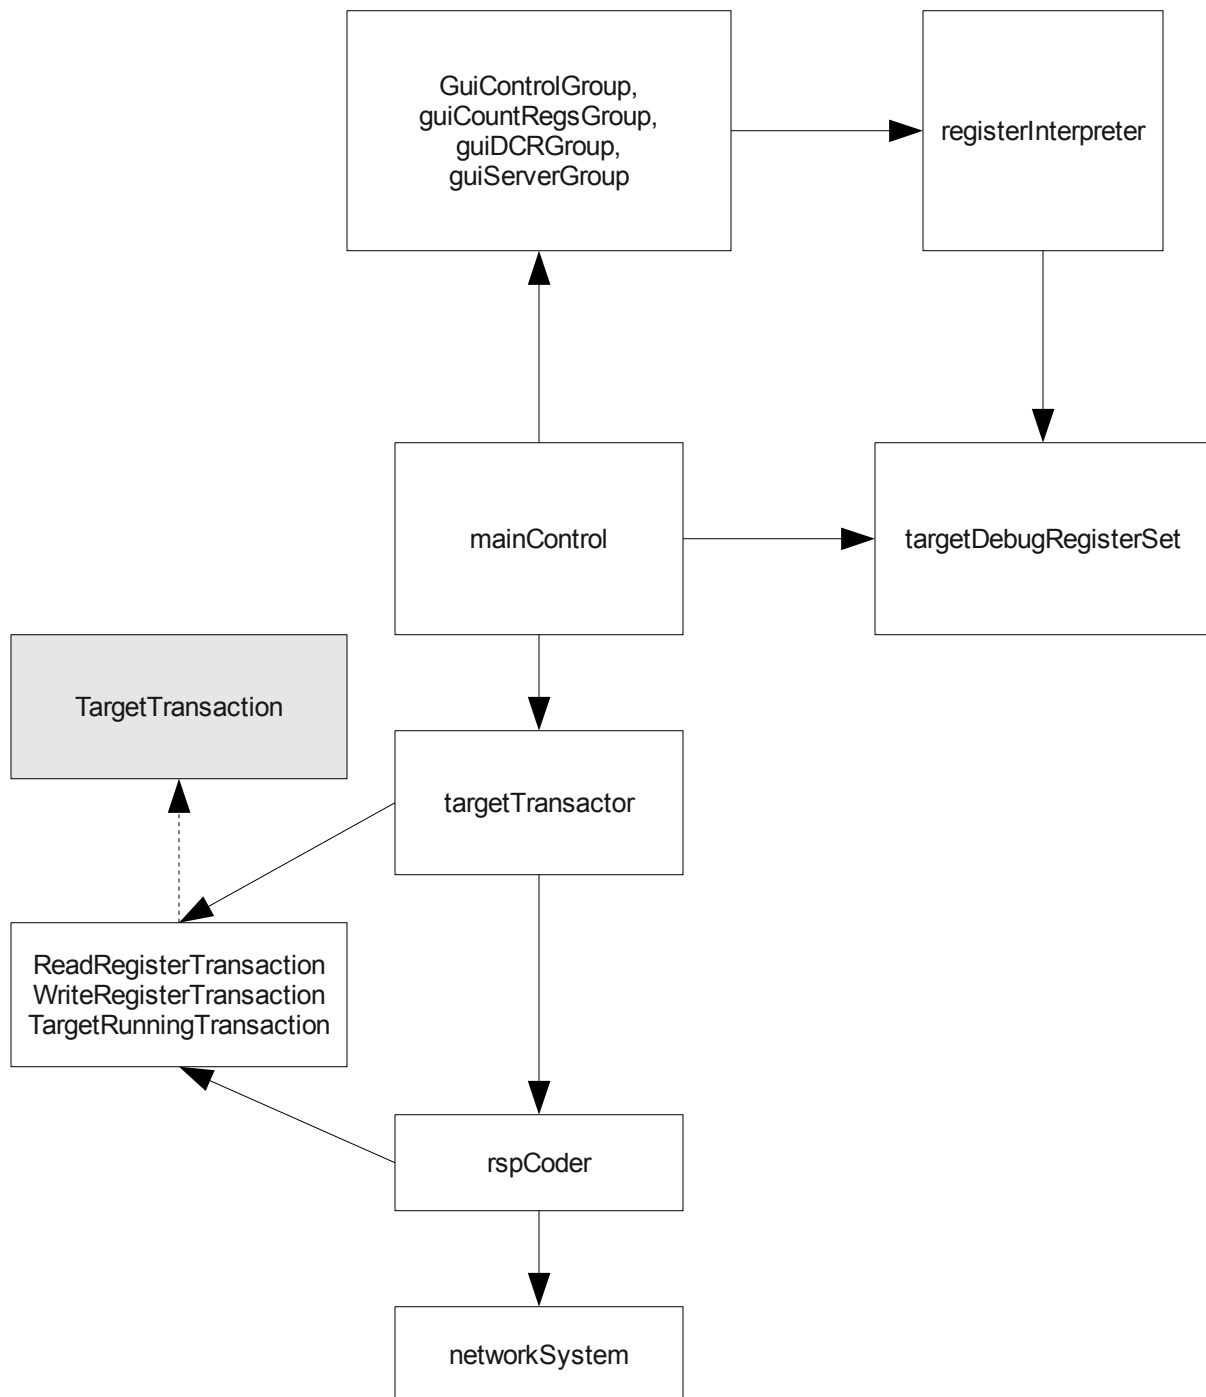 GuiControlGroup,
guiCountRegsGroup,
guiDCRGroup,
guiServerGroup
registerInterpreter
mainControl
targetDebugRegisterSet
TargetTransaction
targetTransactor
ReadRegisterTransaction
WriteRegisterTransaction
TargetRunningTransaction
rspCoder
networkSystem